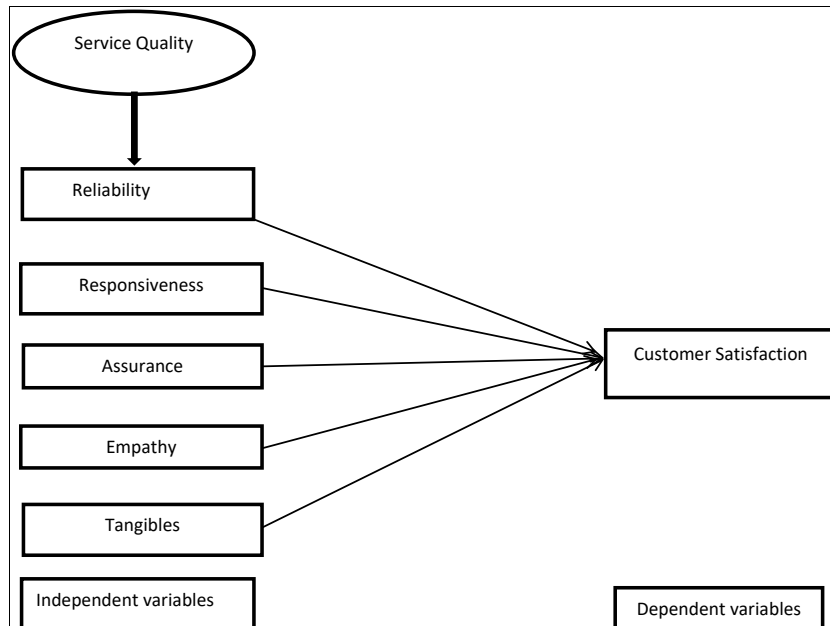 Service Quality
Reliability
Responsiveness
Assurance
Customer Satisfaction
Empathy
Tangibles
Independent variables
Dependent variables